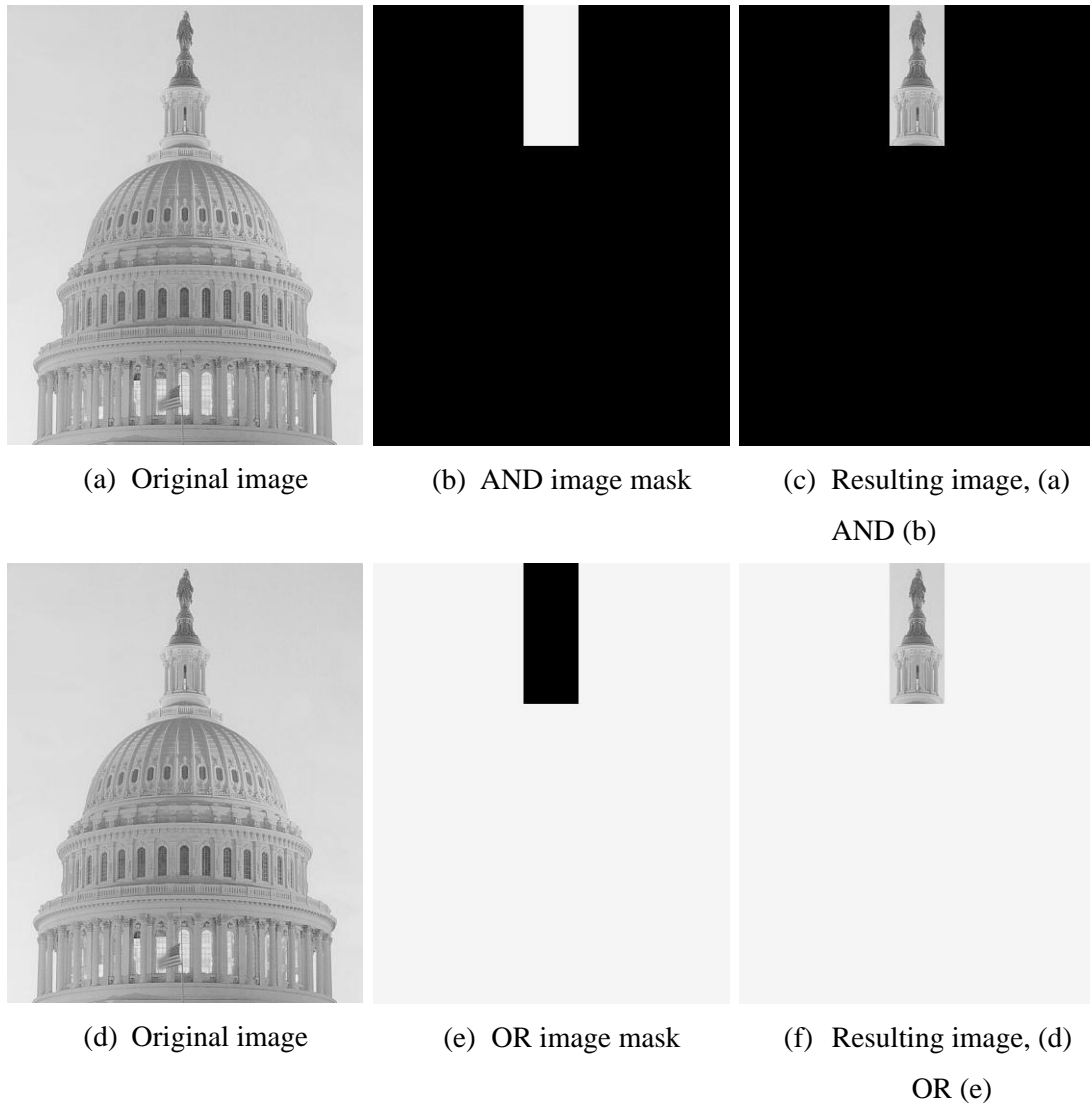 (a) Original image
(b) AND image mask
(c) Resulting image, (a)
AND (b)
(d) Original image
(e) OR image mask
(f) Resulting image, (d)
OR (e)